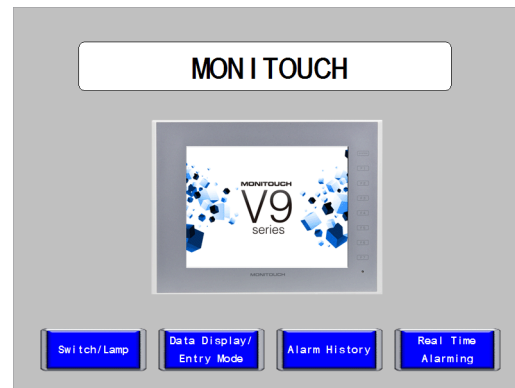 MONITOUCH
MONITOUCH
V9
series
MONITOUCH
Switch/Lamp
Data Display/
Entry Mode
Alarm History
Real Time
Alarming